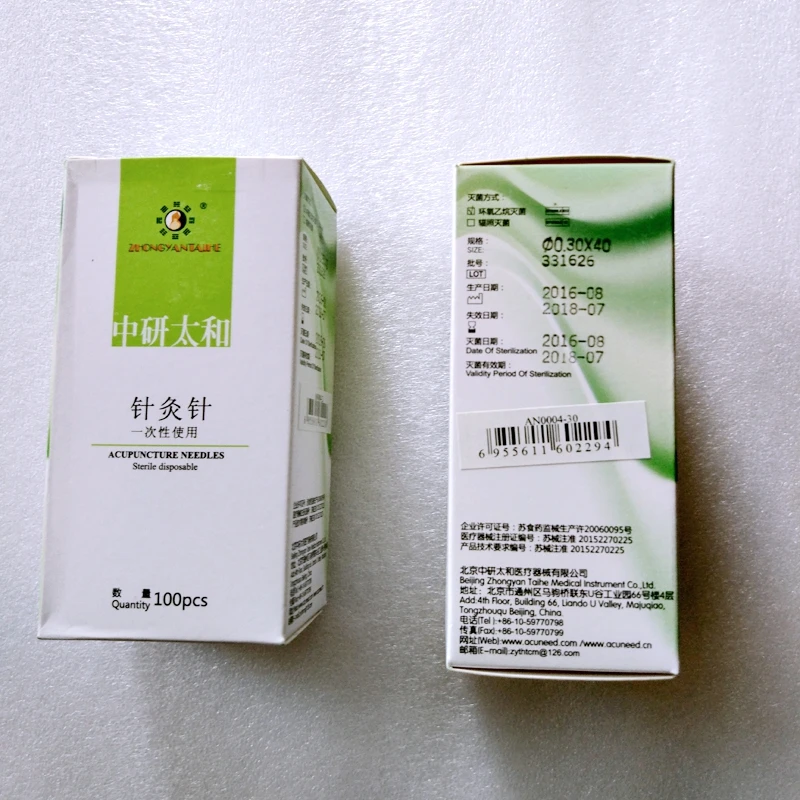 ®
ZHONGYANTAIHE
中研太和
针灸针
一次性使用
ACUPUNCTURE NEEDLES
Sterile disposable
数 量
Quantity 100pcs
灭菌方式:
环氧乙烷灭菌
辐照灭菌
规格: Ø0.30X40
SIZE:
批号: 331626
LOT
生产日期: 2016-08
失效日期: 2018-07
灭菌日期: 2016-08
Date Of Sterilization
灭菌有效期: 2018-07
Validity Period Of Sterilization
AN0004-30
6 955611 602294
企业许可证号:苏食药监械生产许20060095号
医疗器械注册证编号:苏械注准 20152270225
产品技术要求编号:苏械注准 20152270225
北京中研太和医疗器械有限公司
Beijing Zhongyan Taihe Medical Instrument Co.,Ltd.
地址:北京市通州区马驹桥联东U谷工业园66号楼4层
Add:4th Floor, Building 66, Liando U Valley, Majuqiao,
Tongzhouqu Beijing, China
电话(Tel):+86-10-59770798
传真(Fax):+86-10-59770799
网址(Web):www.acuneed.com /www.acuneed.cn
邮箱(E-mail):zythtcm@126.com